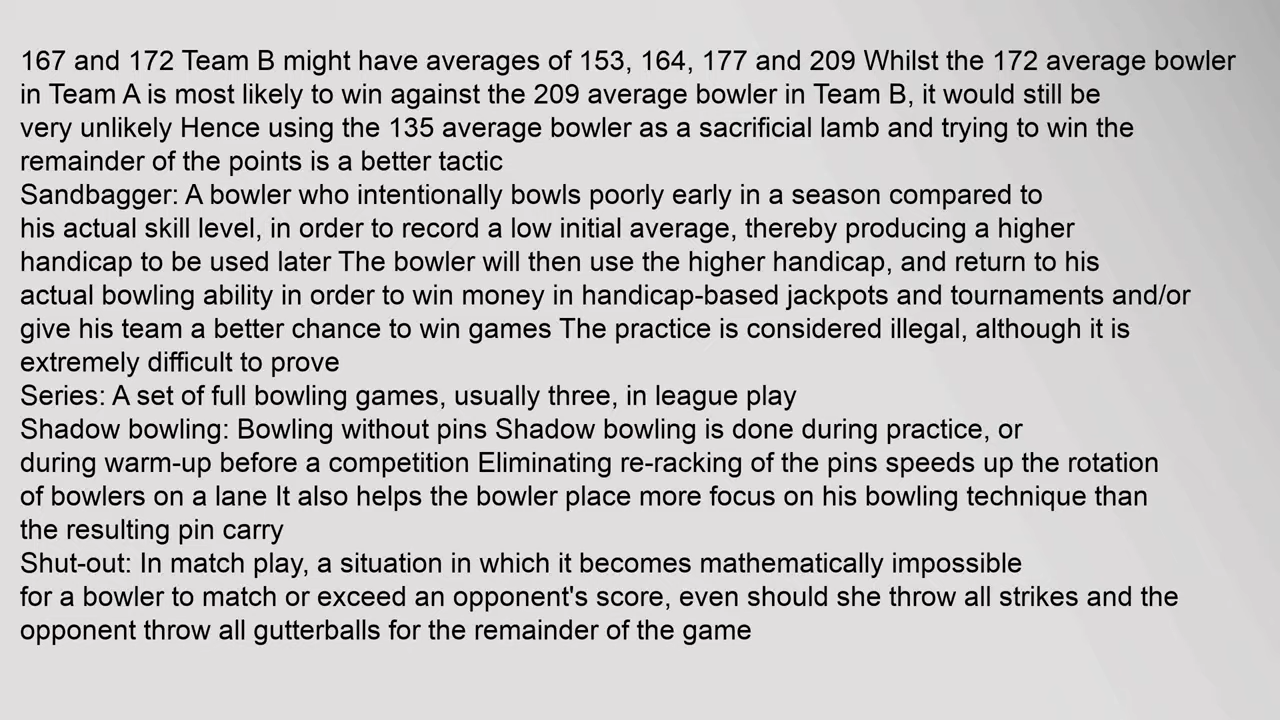 167 and 172 Team B might have averages of 153, 164, 177 and 209 Whilst the 172 average bowler
in Team A is most likely to win against the 209 average bowler in Team B, it would still be
very unlikely Hence using the 135 average bowler as a sacrificial lamb and trying to win the
remainder of the points is a better tactic
Sandbagger: A bowler who intentionally bowls poorly early in a season compared to
his actual skill level, in order to record a low initial average, thereby producing a higher
handicap to be used later The bowler will then use the higher handicap, and return to his
actual bowling ability in order to win money in handicap-based jackpots and tournaments and/or
give his team a better chance to win games The practice is considered illegal, although it is
extremely difficult to prove
Series: A set of full bowling games, usually three, in league play
Shadow bowling: Bowling without pins Shadow bowling is done during practice, or
during warm-up before a competition Eliminating re-racking of the pins speeds up the rotation
of bowlers on a lane It also helps the bowler place more focus on his bowling technique than
the resulting pin carry
Shut-out: In match play, a situation in which it becomes mathematically impossible
for a bowler to match or exceed an opponent's score, even should she throw all strikes and the
opponent throw all gutterballs for the remainder of the game